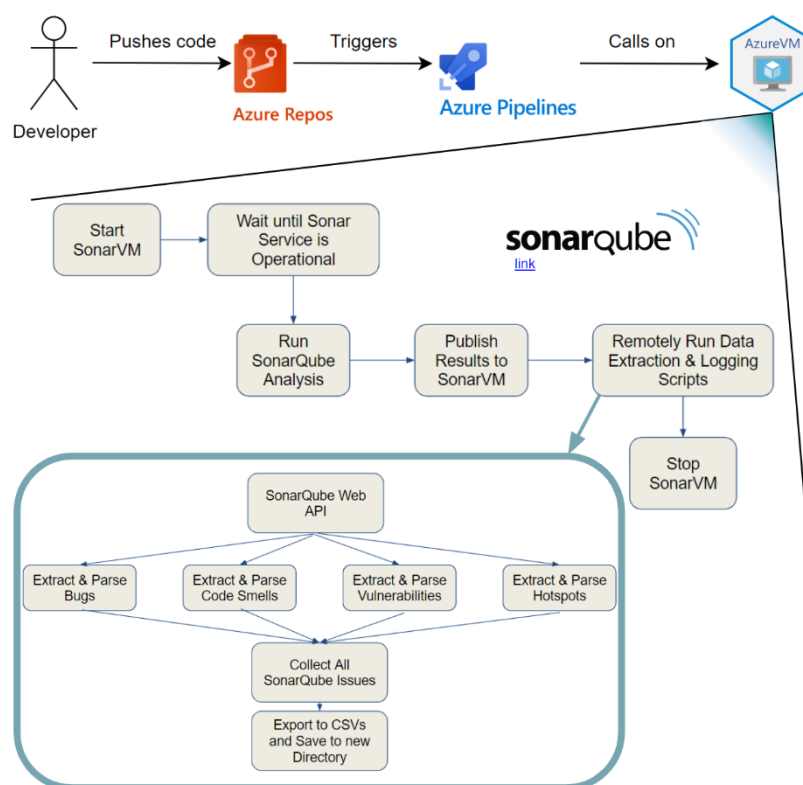 Pushes code
Triggers
Calls on
AzureVM
Developer
Azure Repos
Azure Pipelines
Start
SonarVM
Wait until Sonar
Service is
Operational
sonarqube
link
Run
SonarQube
Analysis
Publish
Results to
SonarVM
Remotely Run Data
Extraction & Logging
Scripts
Stop
SonarVM
SonarQube Web
API
Extract & Parse
Bugs
Extract & Parse
Code Smells
Extract & Parse
Vulnerabilities
Extract & Parse
Hotspots
Collect All
SonarQube Issues
Export to CSVs
and Save to new
Directory